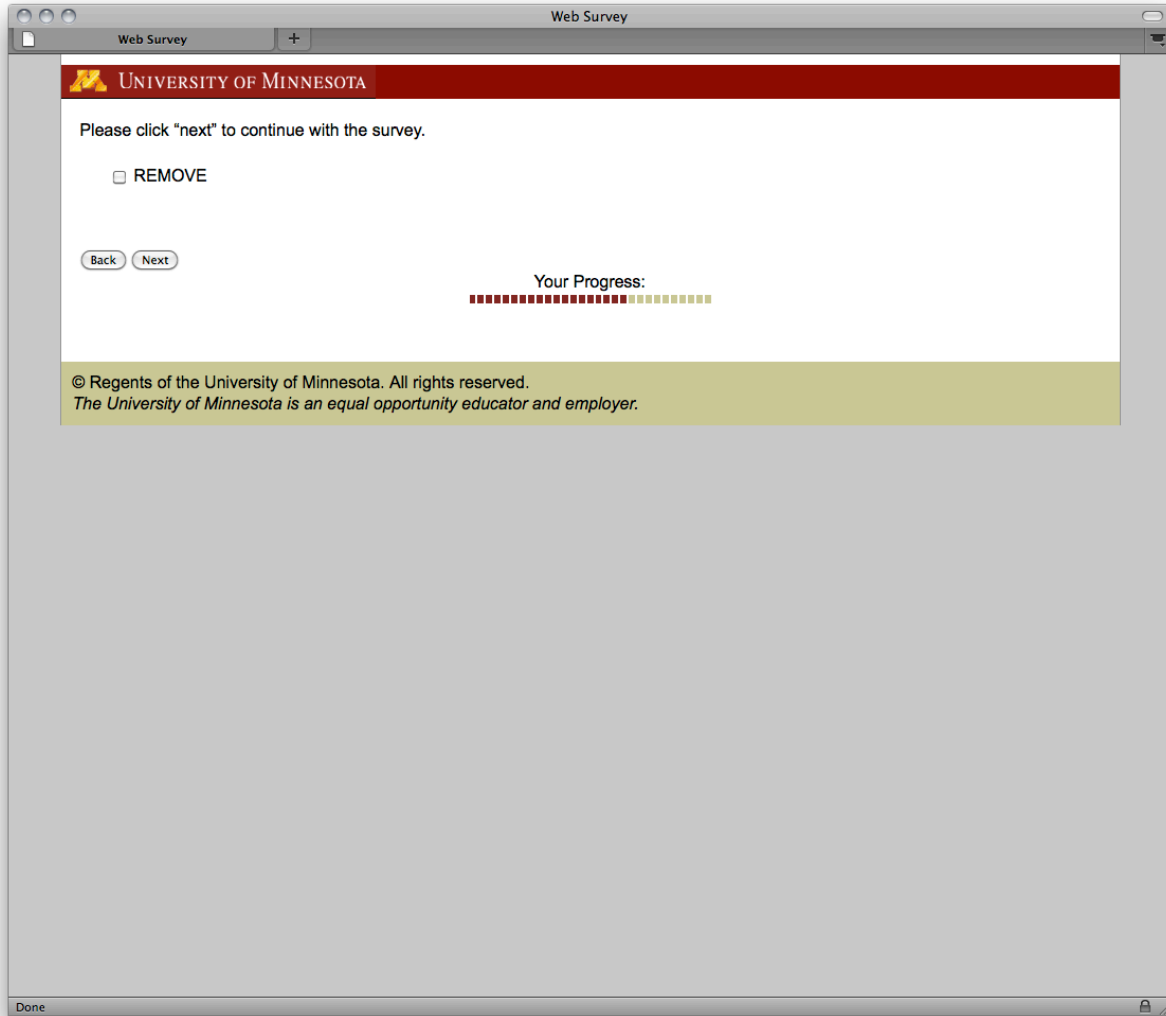 Web Survey
Web Survey
+
UNIVERSITY OF MINNESOTA
Please click “next” to continue with the survey.
REMOVE
Back Next
Your Progress:
© Regents of the University of Minnesota. All rights reserved.
The University of Minnesota is an equal opportunity educator and employer.
Done